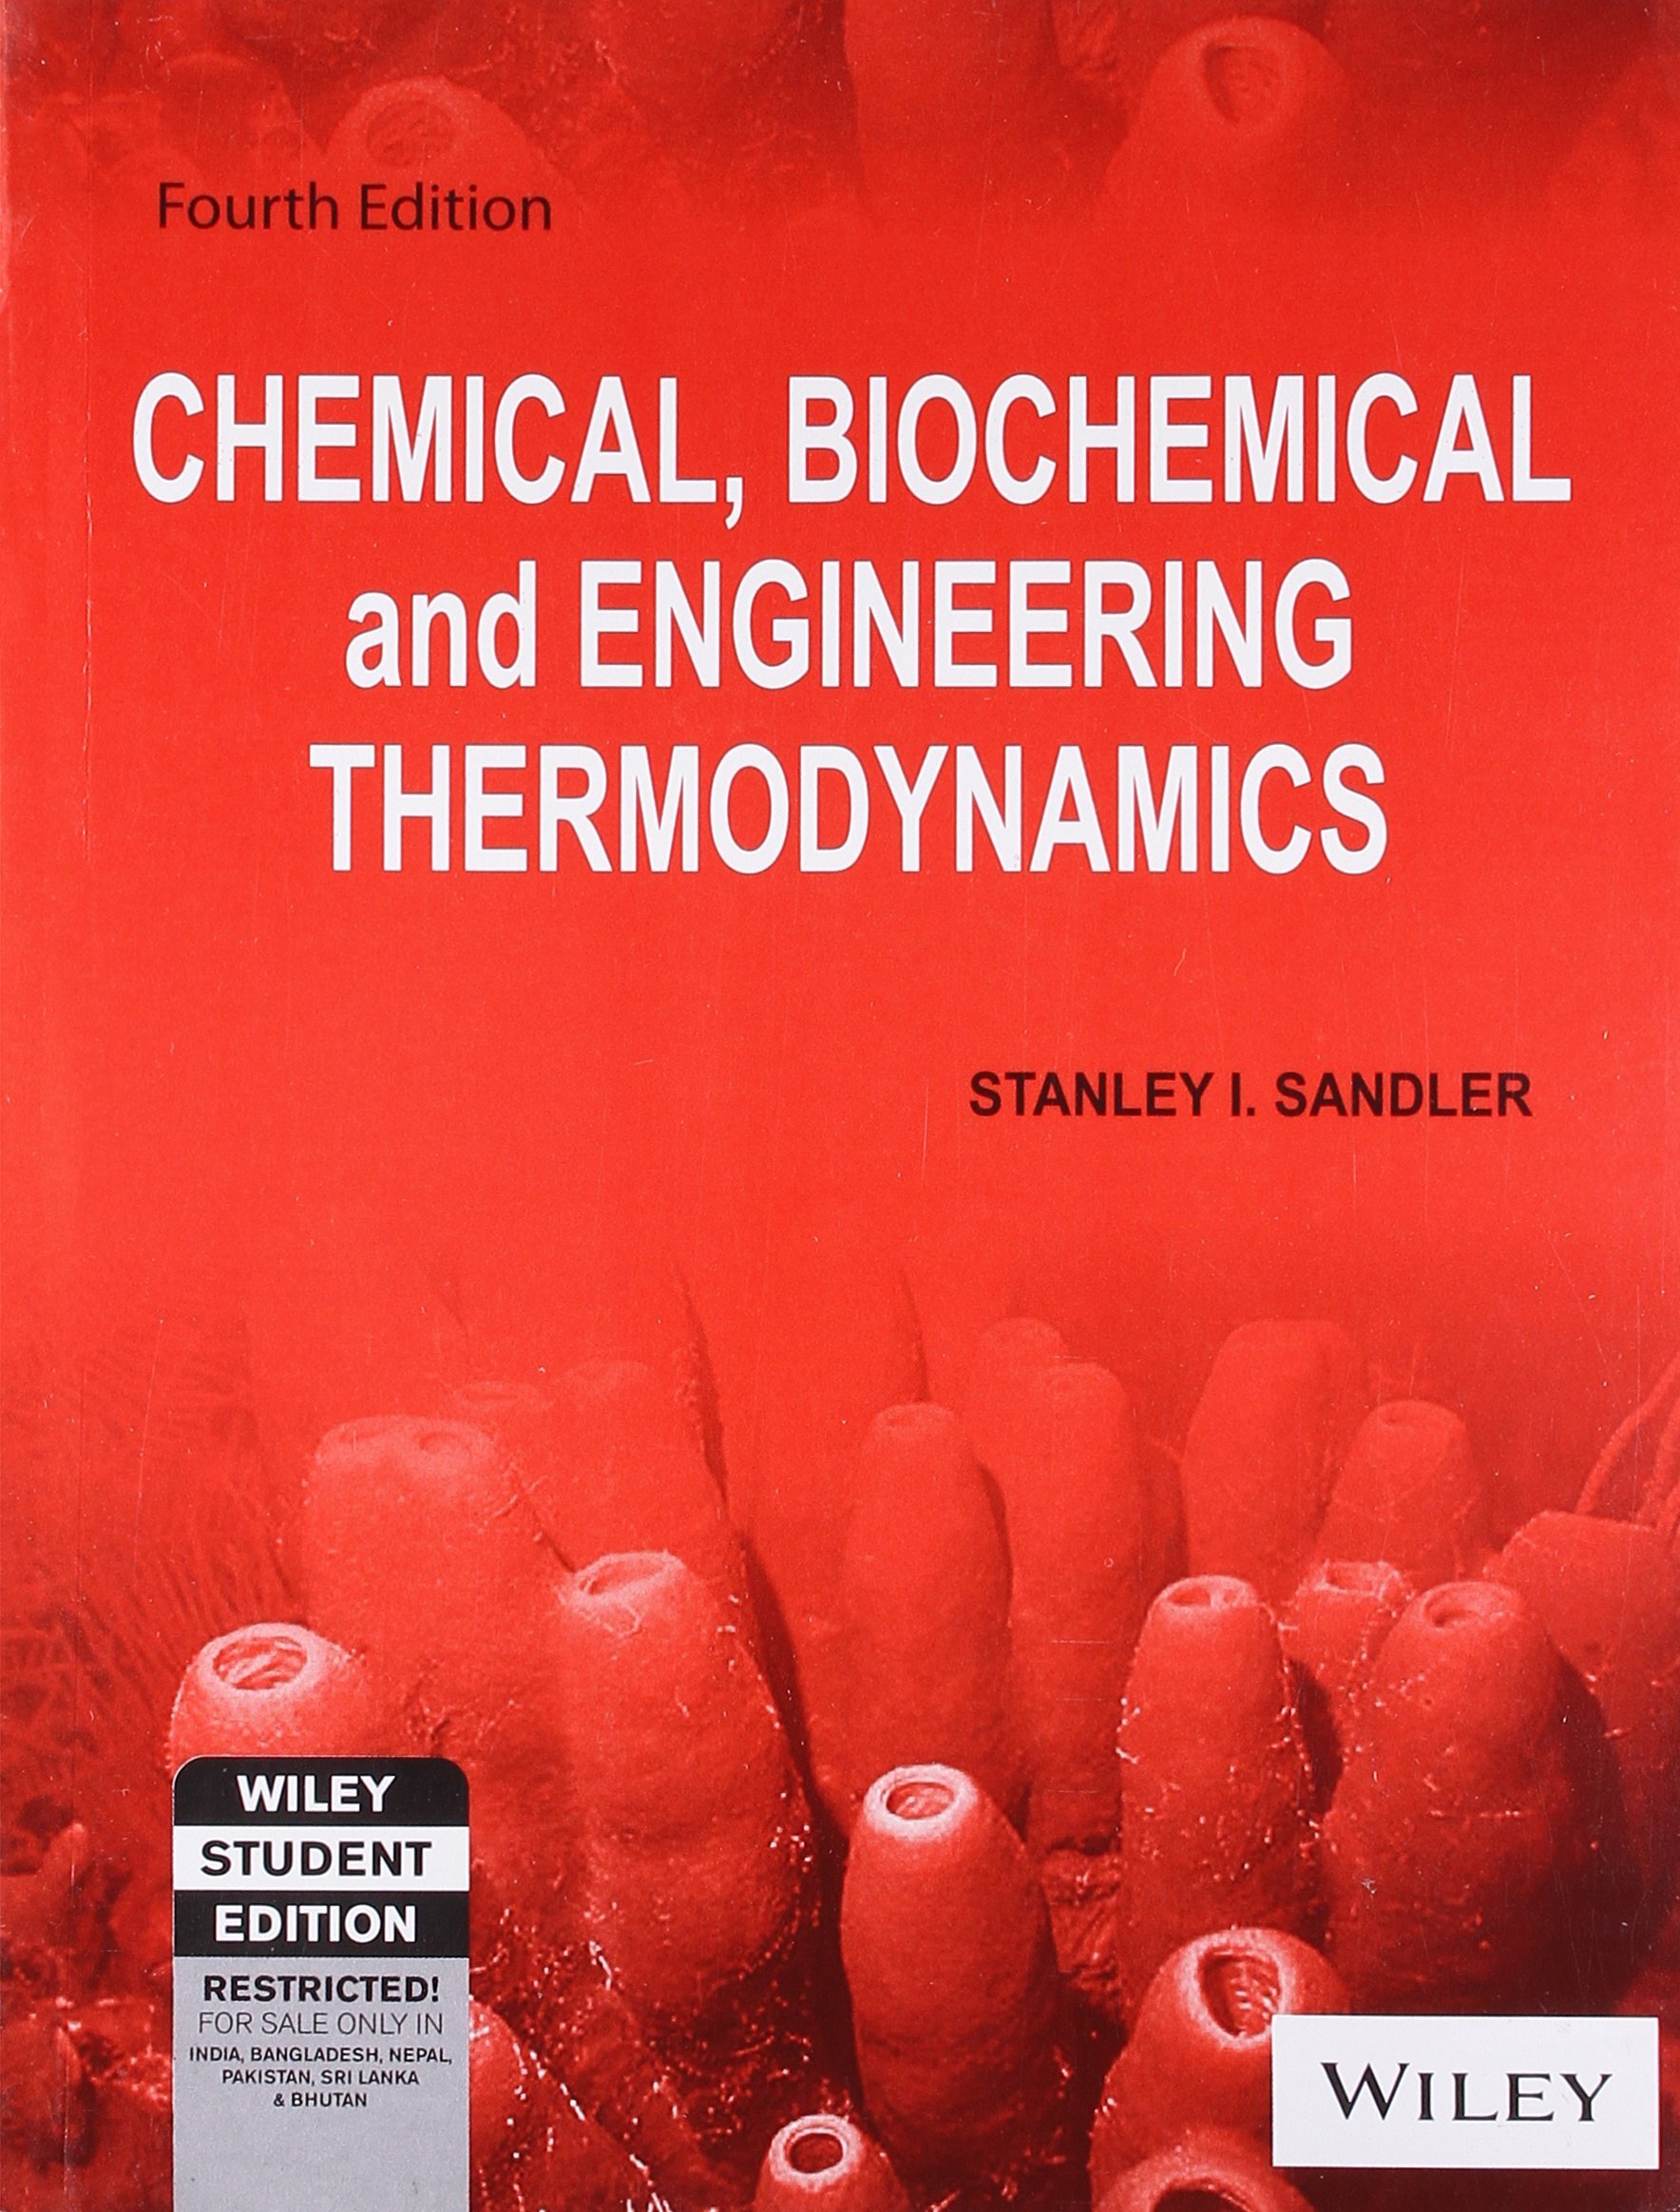 Fourth Edition
CHEMICAL, BIOCHEMICAL
and ENGINEERING
THERMODYNAMICS
STANLEY I. SANDLER
WILEY
STUDENT
EDITION
RESTRICTED!
FOR SALE ONLY IN
INDIA, BANGLADESH, NEPAL,
PAKISTAN, SRI LANKA
& BHUTAN
WILEY